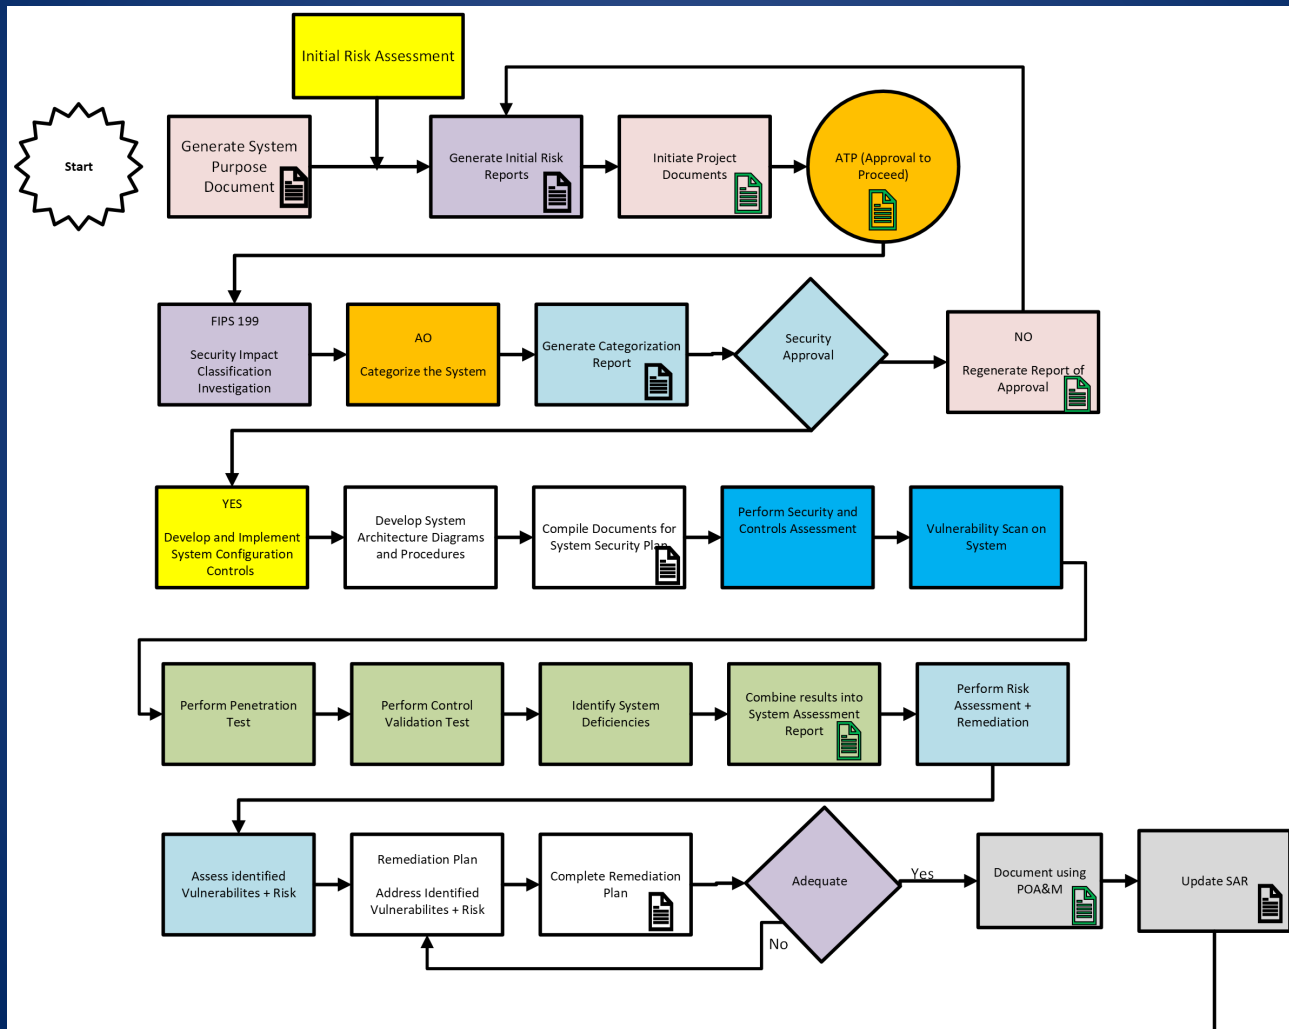 Initial Risk Assessment
Start
Generate System
Purpose
Document
Generate Initial Risk
Reports
Initiate Project
Documents
ATP (Approval to
Proceed)
FIPS 199
Security Impact
Classification
Investigation
AO
Categorize the System
Generate Categorization
Report
Security
Approval
NO
Regenerate Report of
Approval
YES
Develop and Implement
System Configuration
Controls
Develop System
Architecture Diagrams
and Procedures
Compile Documents for
System Security Plan
Perform Security and
Controls Assessment
Vulnerability Scan on
System
Perform Penetration
Test
Perform Control
Validation Test
Identify System
Deficiencies
Combine results into
System Assessment
Report
Perform Risk
Assessment +
Remediation
Assess identified
Vulnerabilites + Risk
Remediation Plan
Address Identified
Vulnerabilites + Risk
Complete Remediation
Plan
Adequate
Yes
No
Document using
POA&M
Update SAR